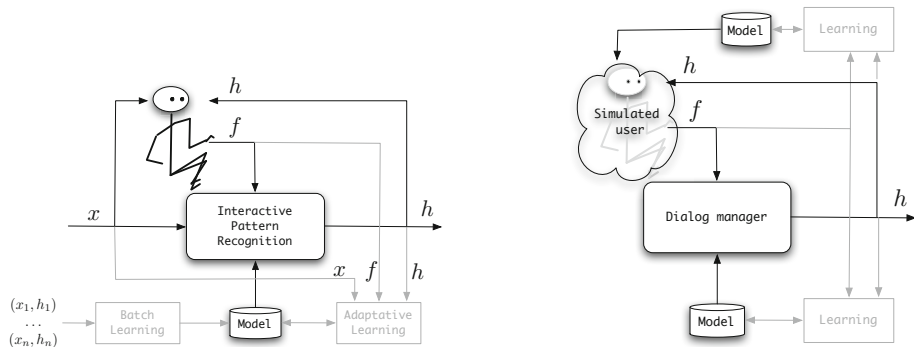 h
f
x
Interactive
Pattern
Recognition
h
x
f
h
(x₁, h₁)
...
(xₙ, hₙ)
Batch
Learning
Model
Adaptative
Learning
Model
Learning
h
Simulated
user
f
Dialog manager
h
Model
Learning